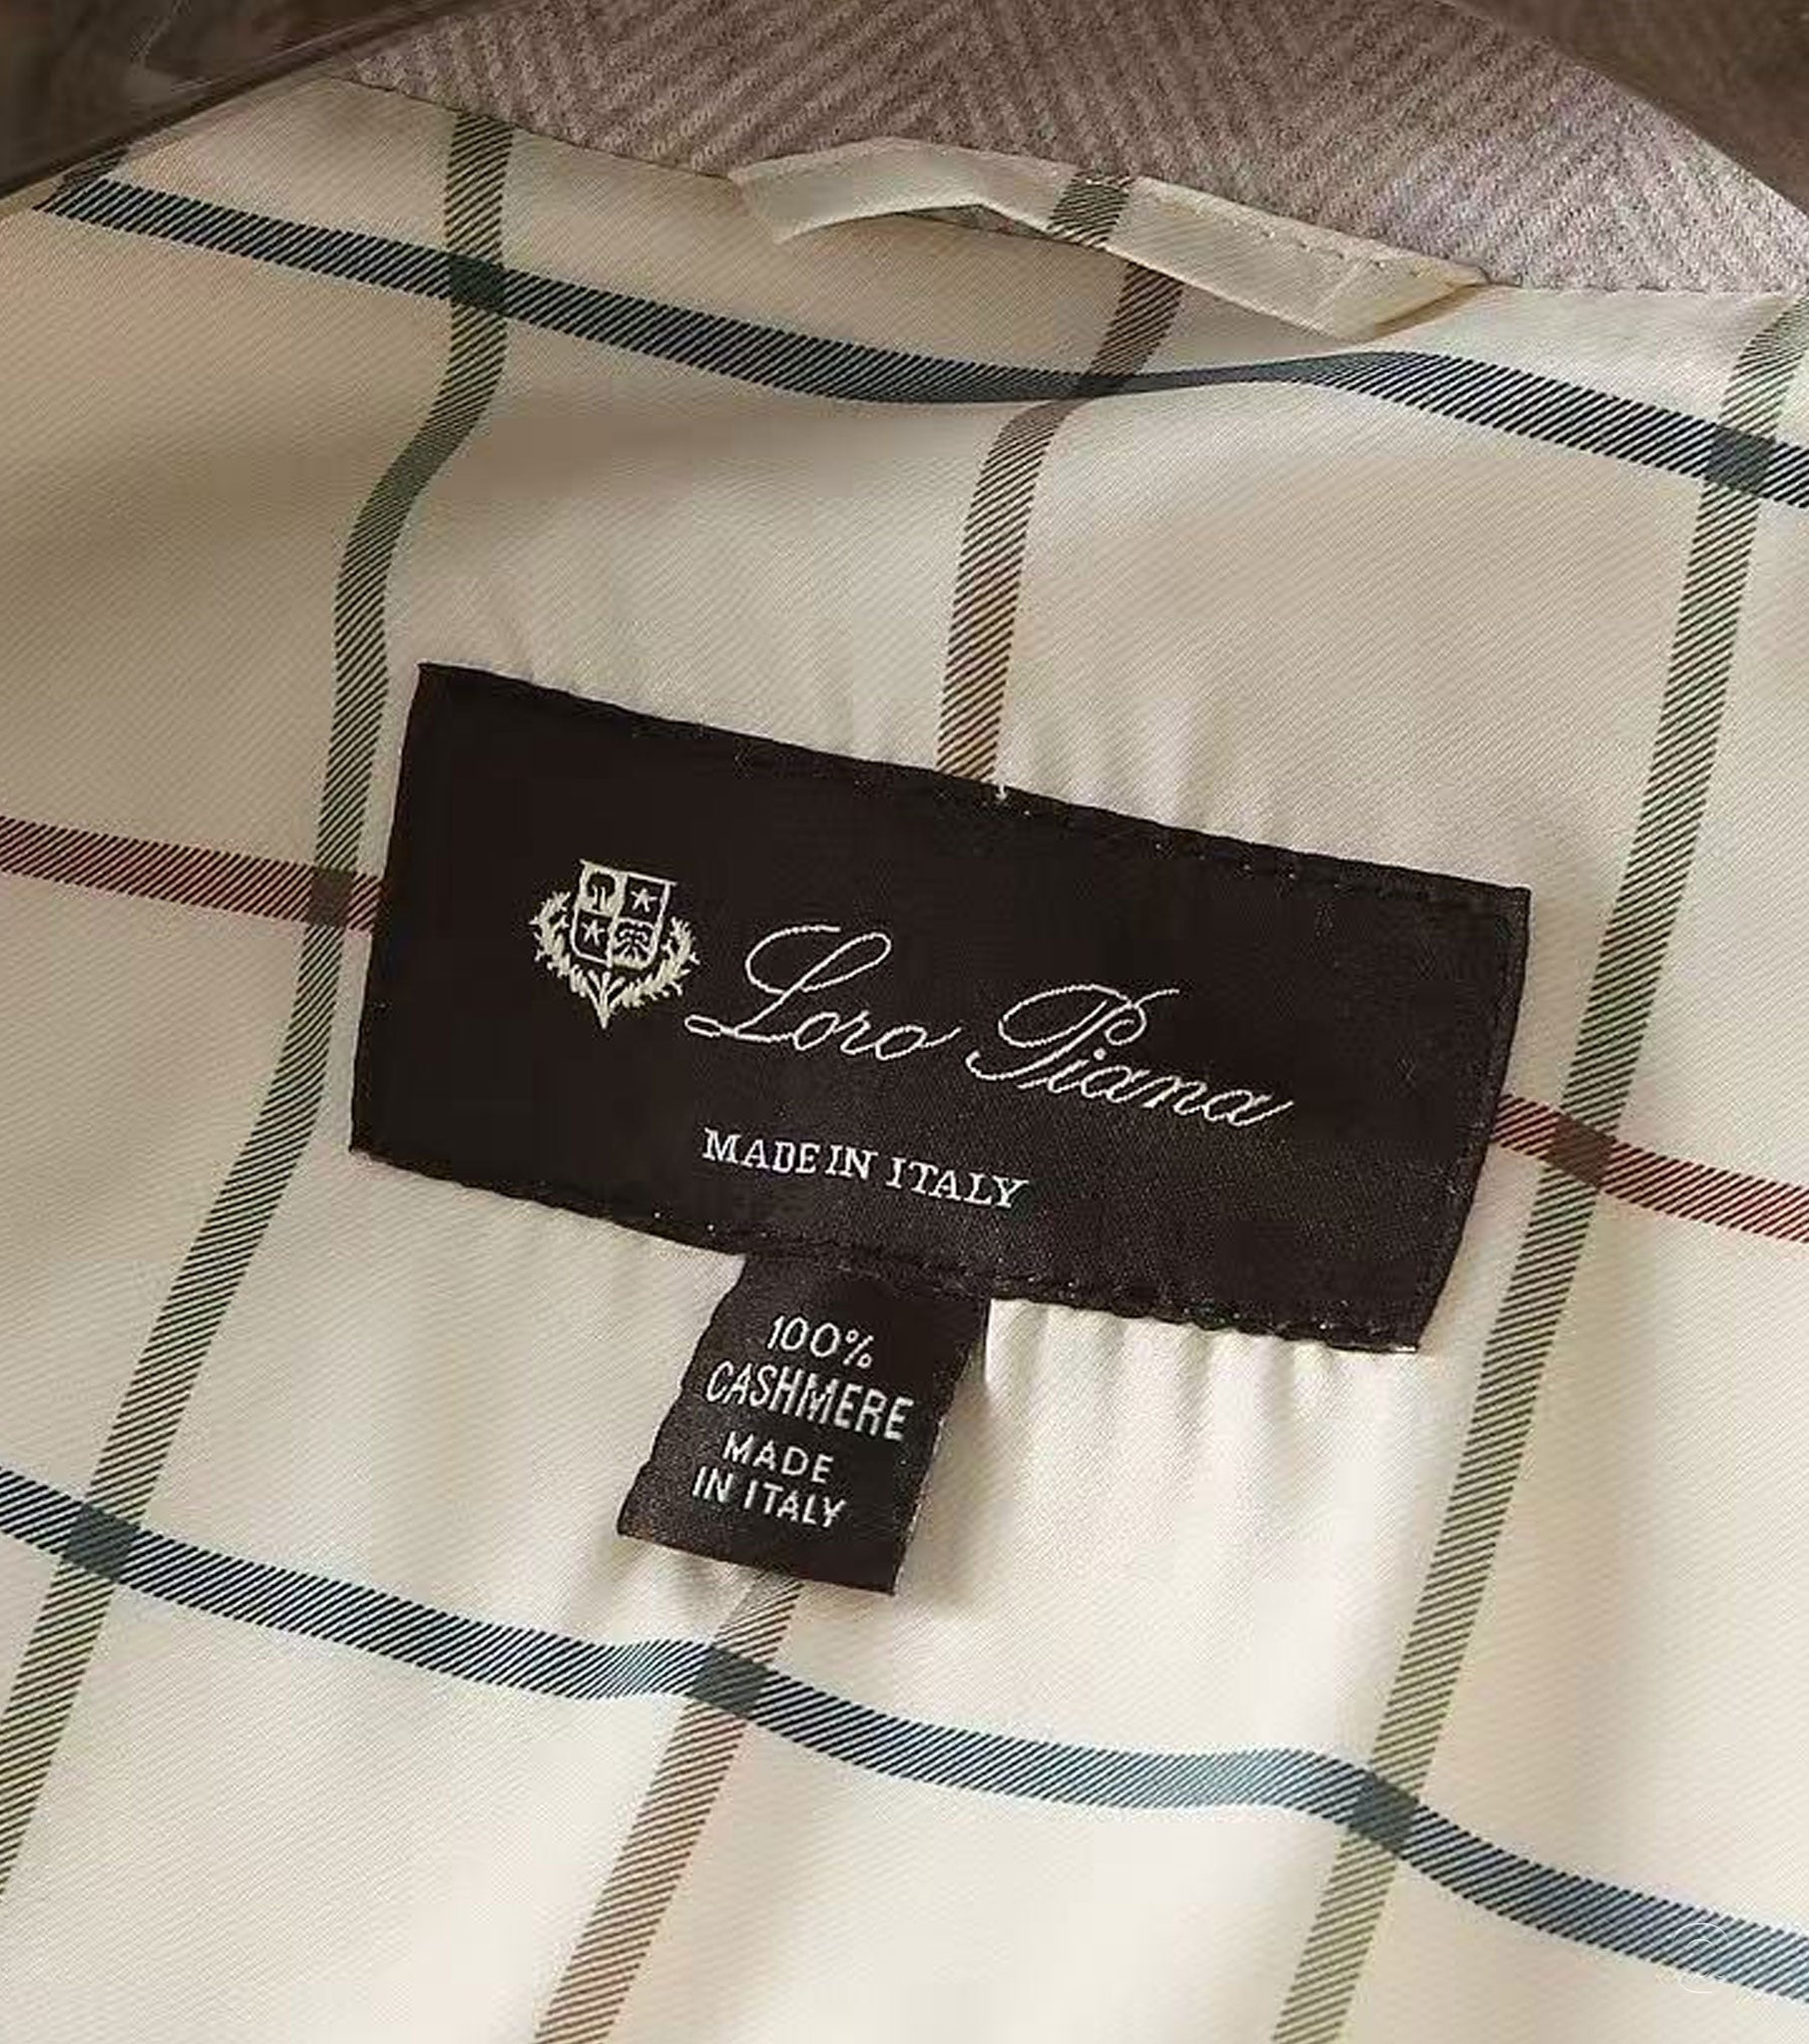 Loro Piana
MADE IN ITALY
100%
CASHMERE
MADE
IN ITALY